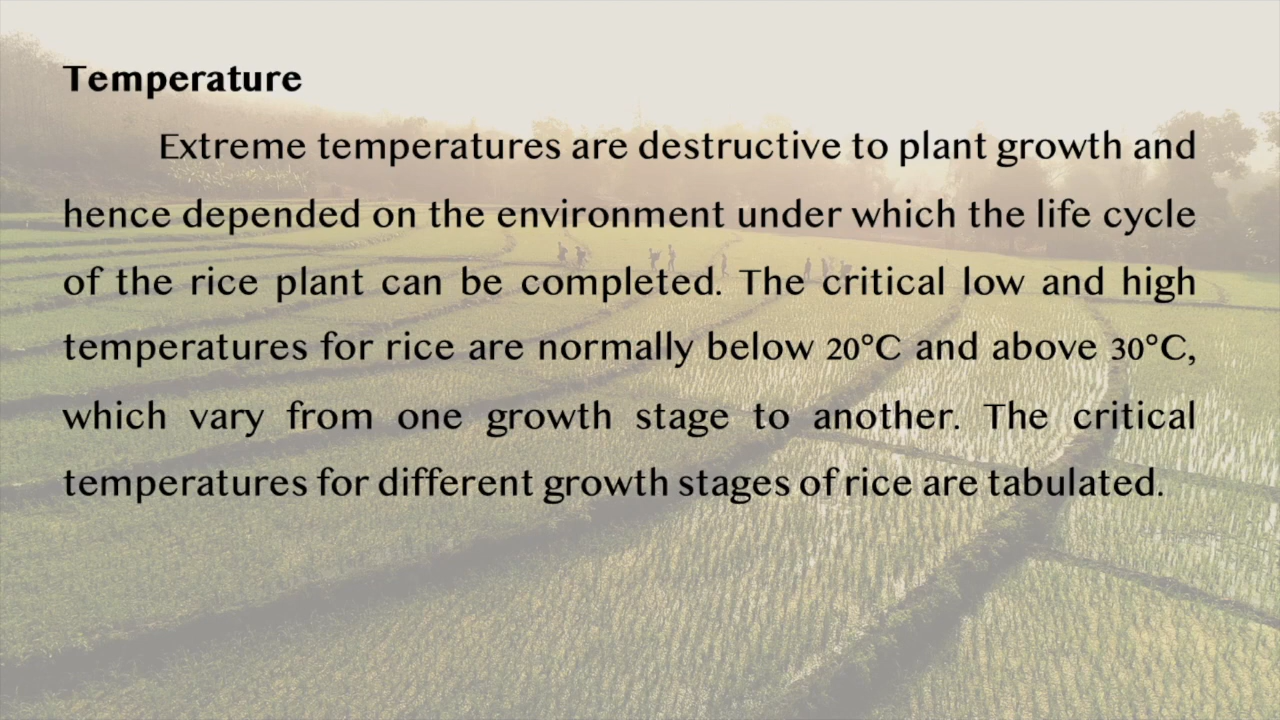 Temperature
Extreme temperatures are destructive to plant growth and
hence depended on the environment under which the life cycle
of the rice plant can be completed. The critical low and high
temperatures for rice are normally below 20°C and above 30°C,
which vary from one growth stage to another. The critical
temperatures for different growth stages of rice are tabulated.